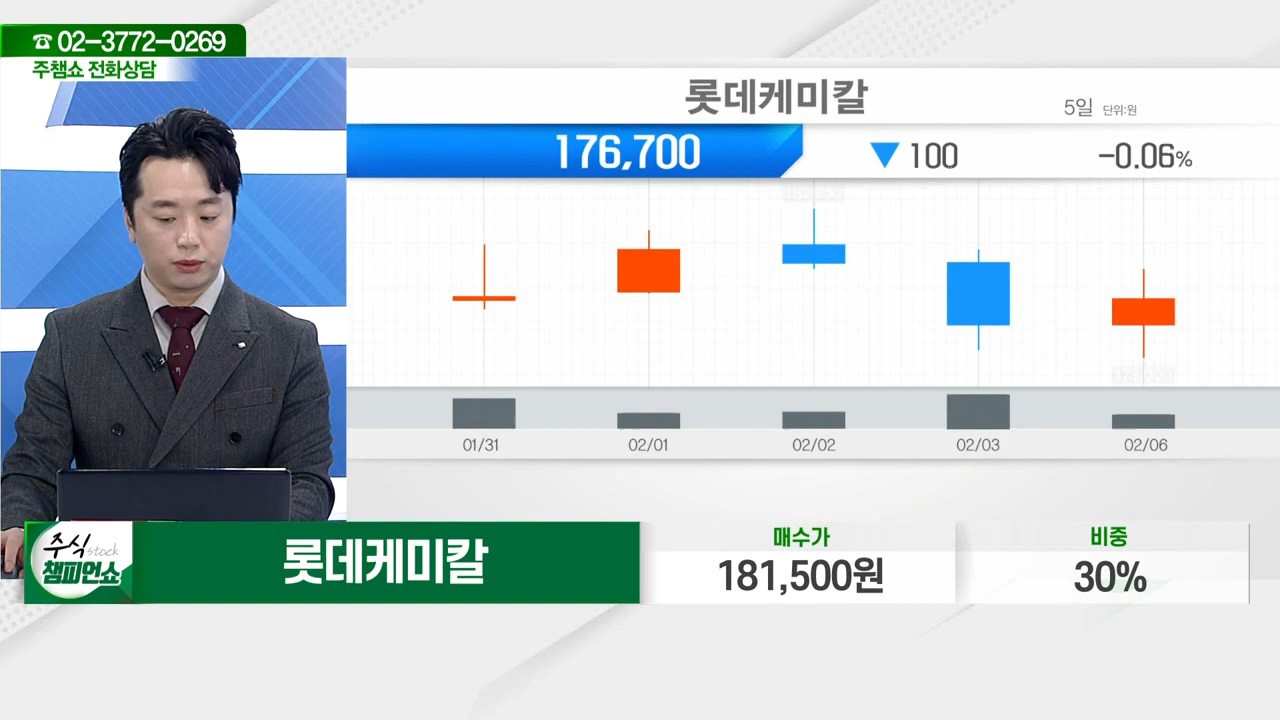 ☎ 02-3772-0269
주챔쇼 전화상담
롯데케미칼
5일 단위:원
176,700 ▼ 100 -0.06%
01/31 02/01 02/02 02/03 02/06
주식 stock
챔피언쇼
롯데케미칼
매수가
181,500원
비중
30%